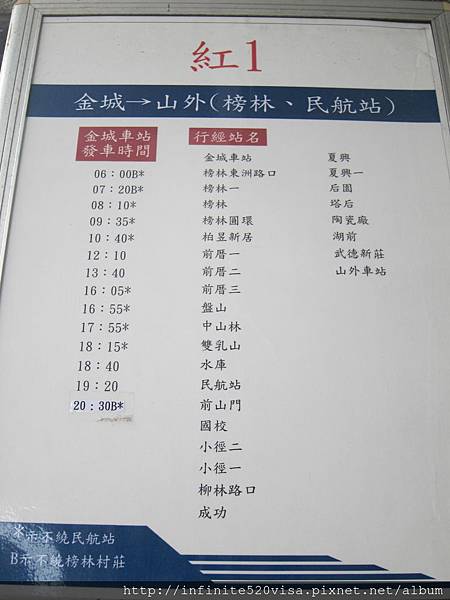 紅1
金城→山外(榜林、民航站)
金城車站
發車時間
06：00B*
07：20B*
08：10*
09：35*
10：40*
12：10
13：40
16：05*
16：55*
17：55*
18：15*
18：40
19：20
20：30B*
行經站名
金城車站
榜林東洲路口
榜林一
榜林
榜林圓環
柏昱新居
前厝一
前厝二
前厝三
盤山
中山林
雙乳山
水庫
民航站
前山門
國校
小徑二
小徑一
柳林路口
成功
夏興
夏興一
后園
塔后
陶瓷廠
湖前
武德新莊
山外車站
*示不繞民航站
B示不繞榜林村莊
http://infinite520visa.pixnet.net/album